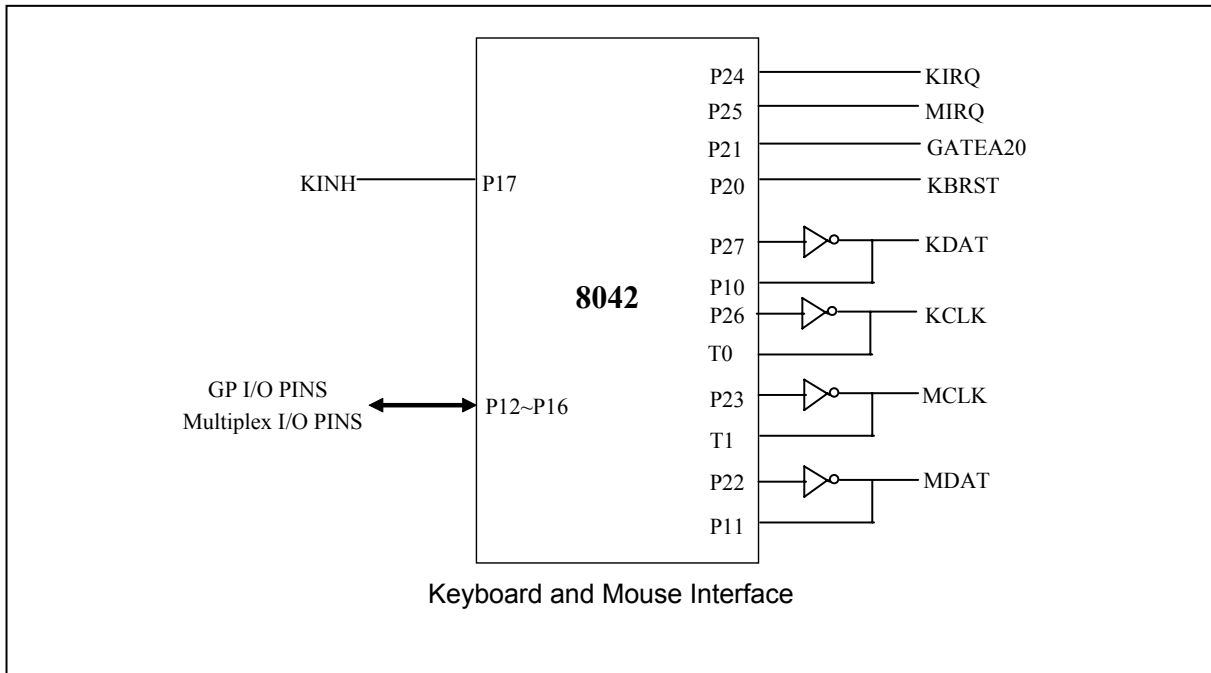 P24 KIRQ
P25 MIRQ
P21 GATEA20
KINH P17 P20 KBRST
P27 KDAT
P10
8042
P26 KCLK
T0
GP I/O PINS
Multiplex I/O PINS
P12~P16
P23 MCLK
T1
P22 MDAT
P11
Keyboard and Mouse Interface